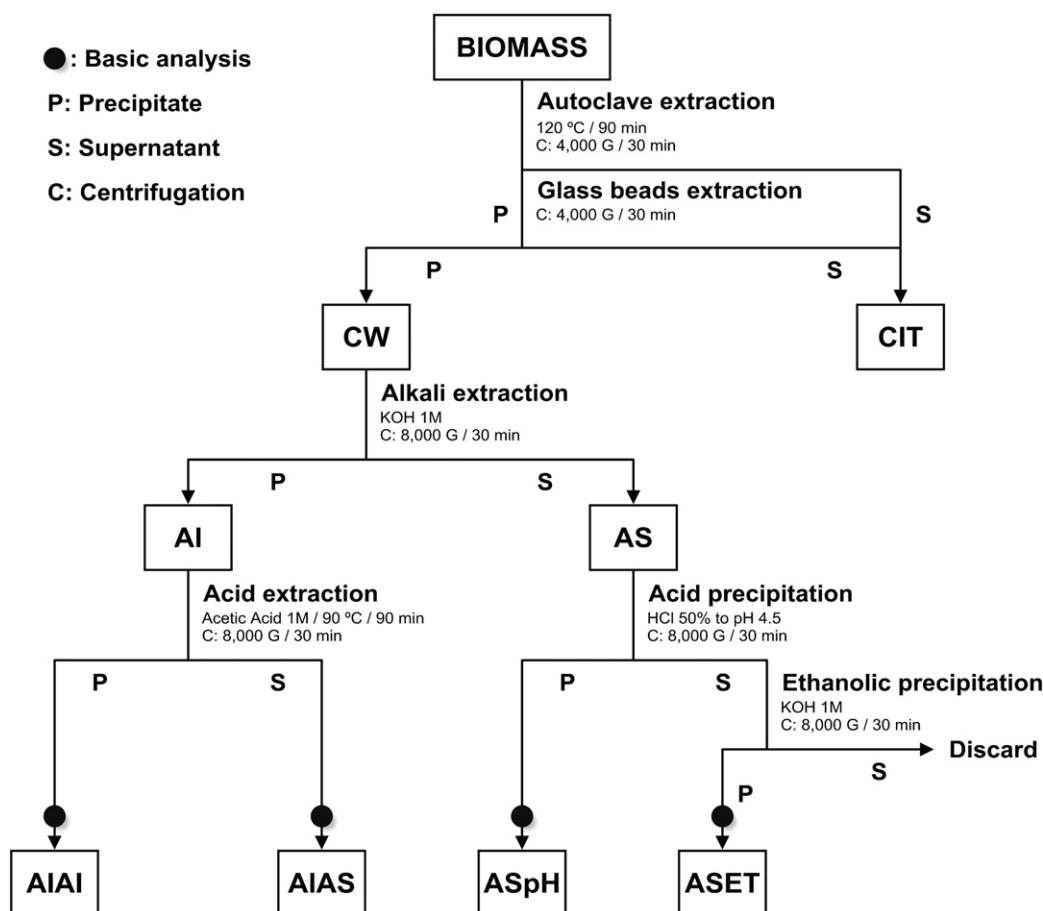 BIOMASS
: Basic analysis
P: Precipitate
S: Supernatant
C: Centrifugation
Autoclave extraction
120 ºC / 90 min
C: 4,000 G / 30 min
Glass beads extraction
C: 4,000 G / 30 min
P
S
P
S
CW
CIT
Alkali extraction
KOH 1M
C: 8,000 G / 30 min
P
S
AI
AS
Acid extraction
Acetic Acid 1M / 90 ºC / 90 min
C: 8,000 G / 30 min
Acid precipitation
HCl 50% to pH 4.5
C: 8,000 G / 30 min
P
S
P
S
Ethanolic precipitation
KOH 1M
C: 8,000 G / 30 min
Discard
S
P
AIAI
AIAS
ASpH
ASET